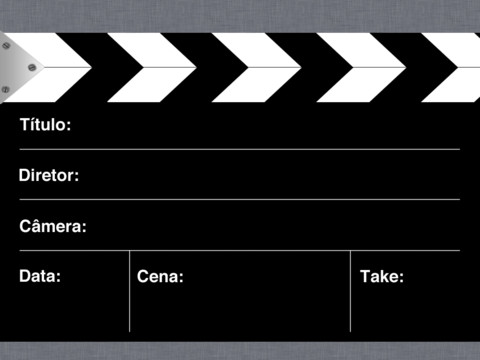 Título:
Diretor:
Câmera:
Data: Cena: Take: